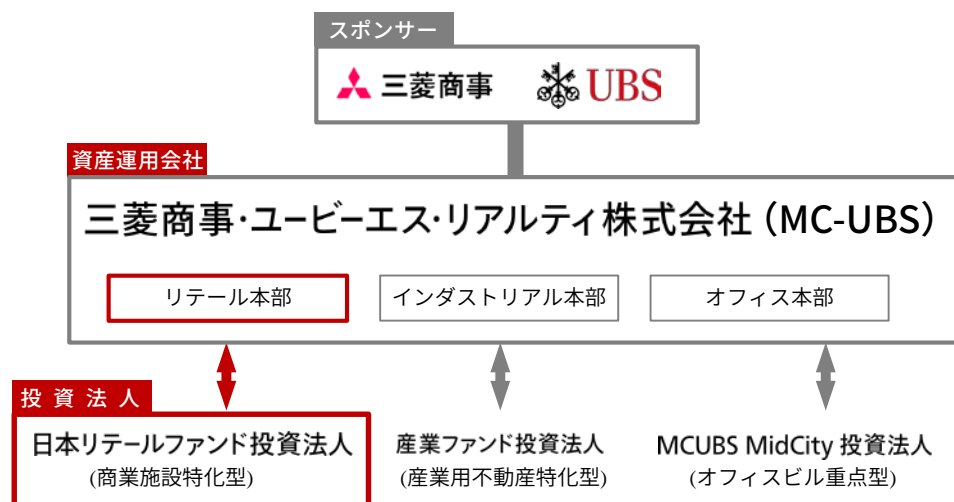 スポンサー
三菱商事 UBS
資産運用会社
三菱商事・ユービーエス・リアルティ株式会社（MC-UBS）
リテール本部 インダストリアル本部 オフィス本部
投資法人
日本リテールファンド投資法人 産業ファンド投資法人 MCUBS MidCity 投資法人
(商業施設特化型) (産業用不動産特化型) (オフィスビル重点型)